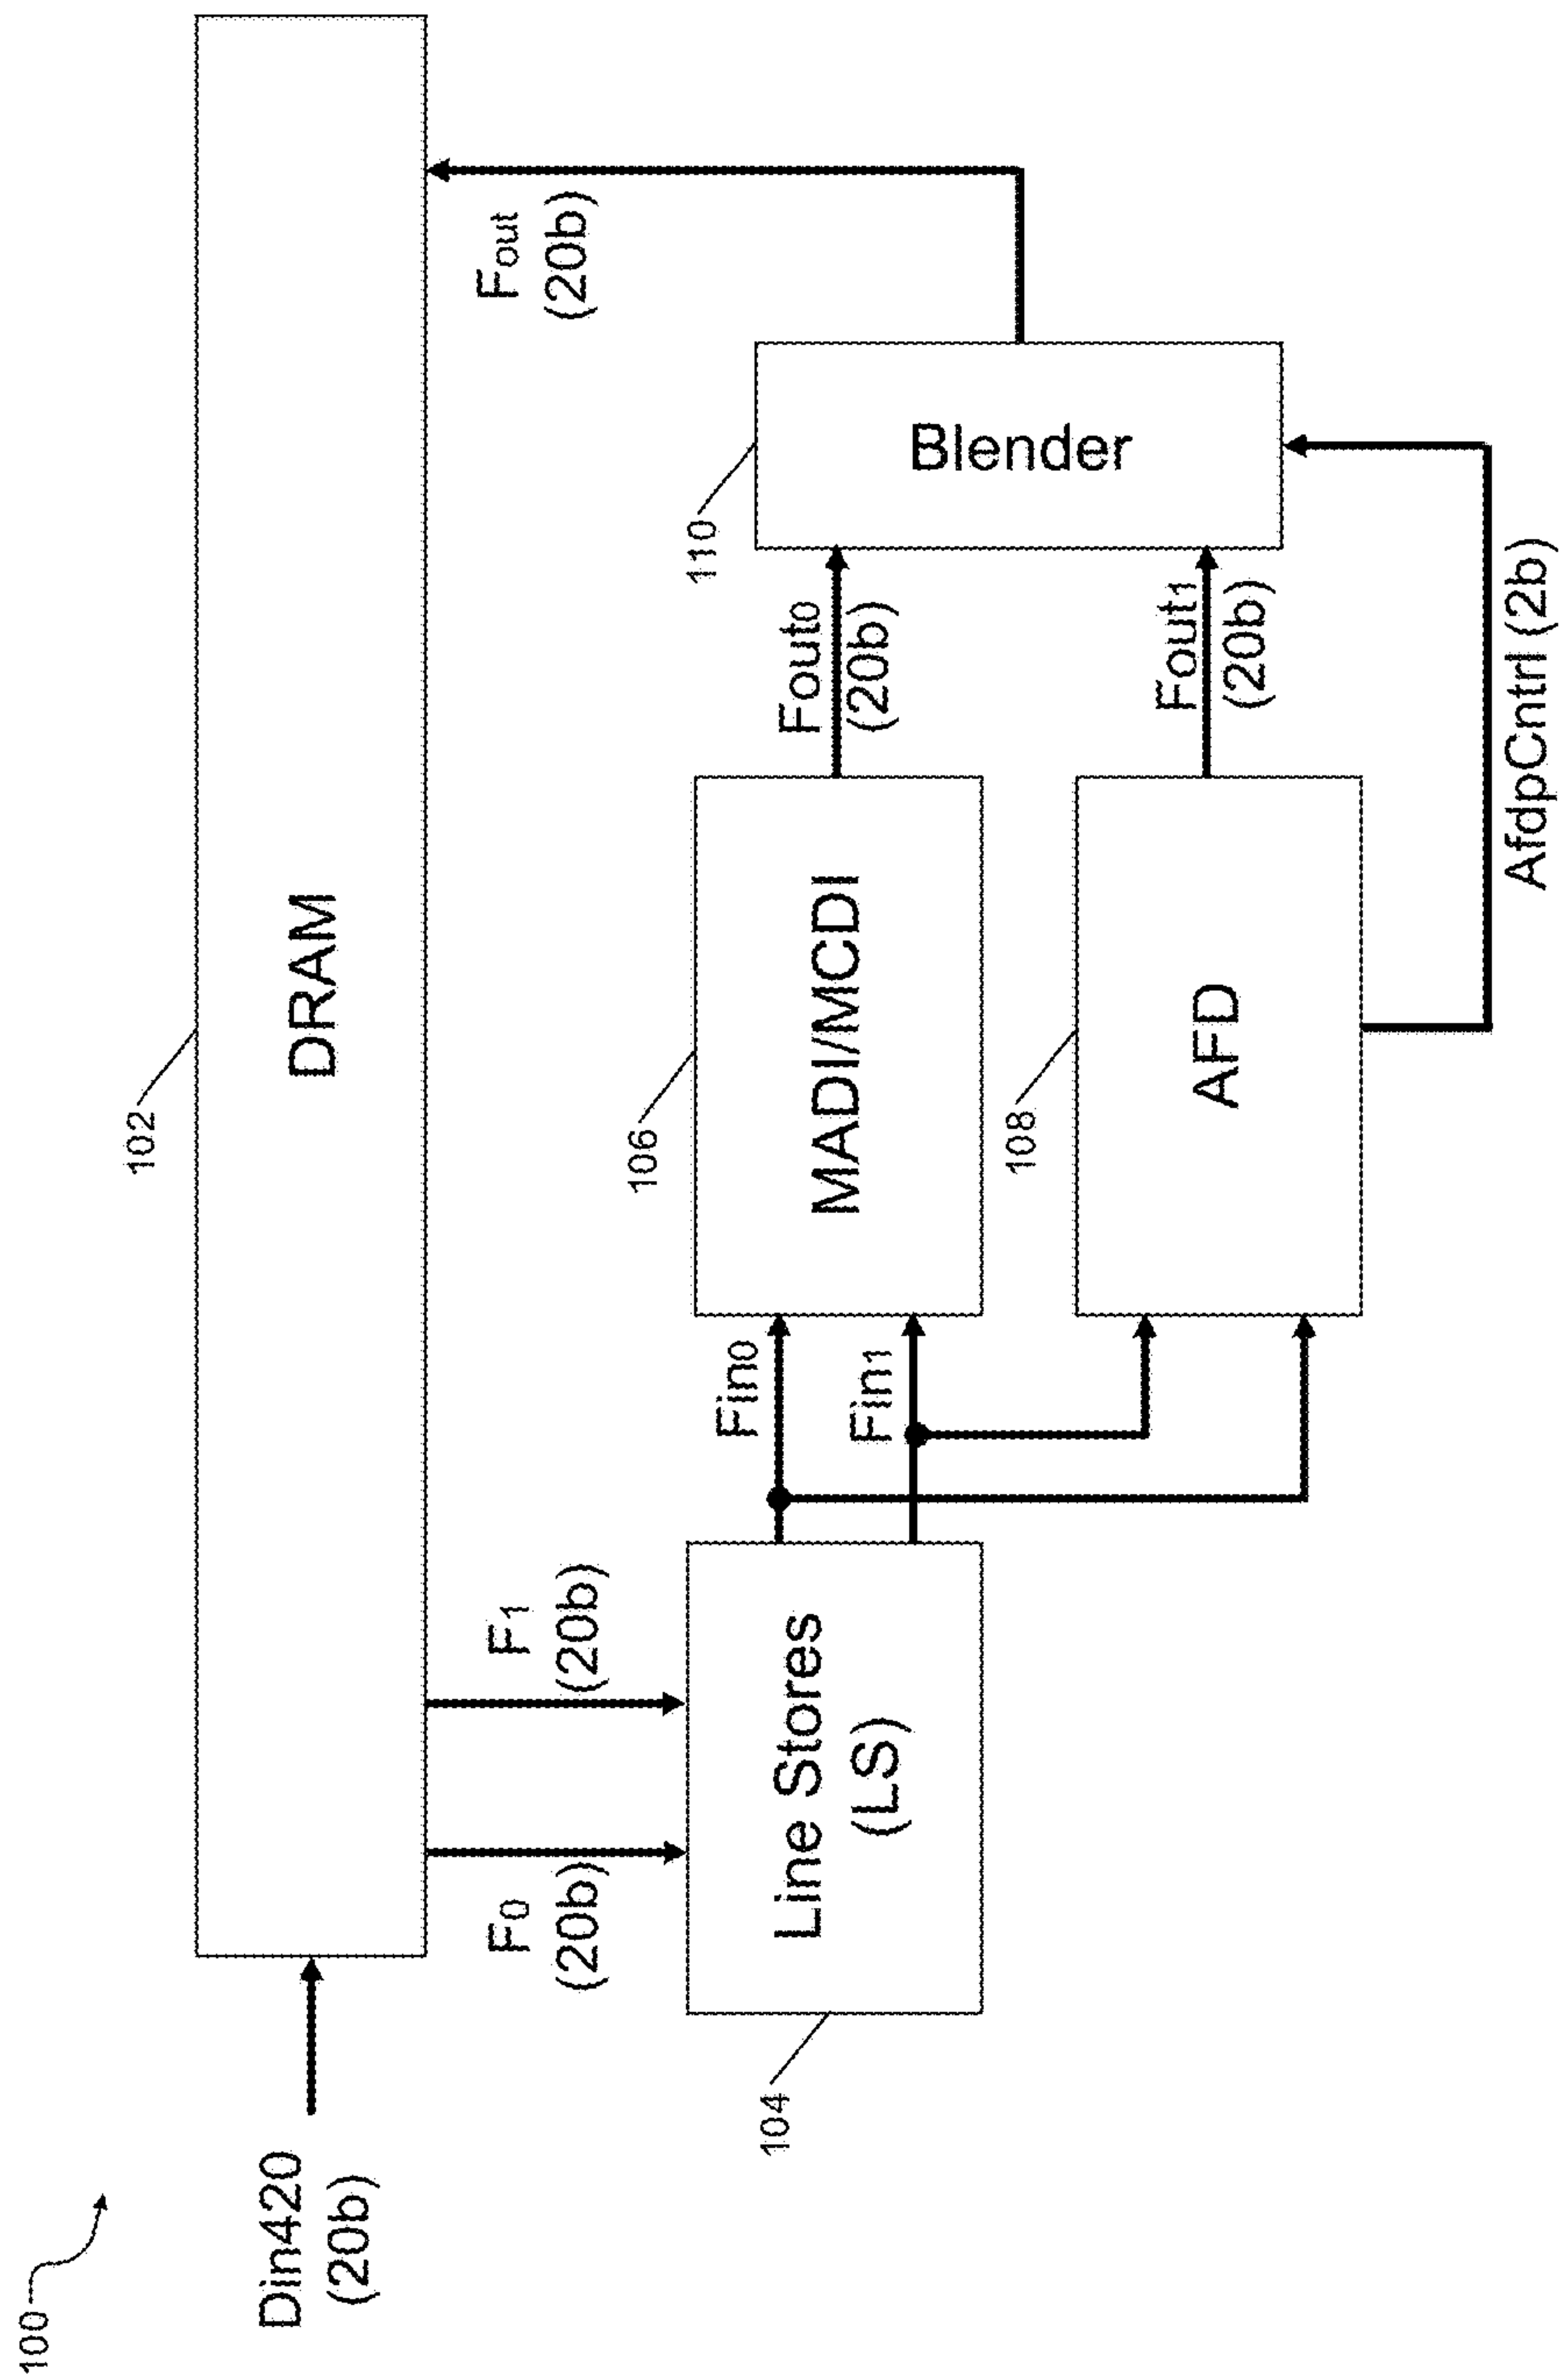 100
Din420
(20b)
102
DRAM
F0
(20b)
F1
(20b)
Fout
(20b)
104
Line Stores
(LS)
Fin0
Fin1
106
MADI/MCDI
108
AFD
Fout0
(20b)
Fout1
(20b)
110
Blender
AfdpCntrl (2b)